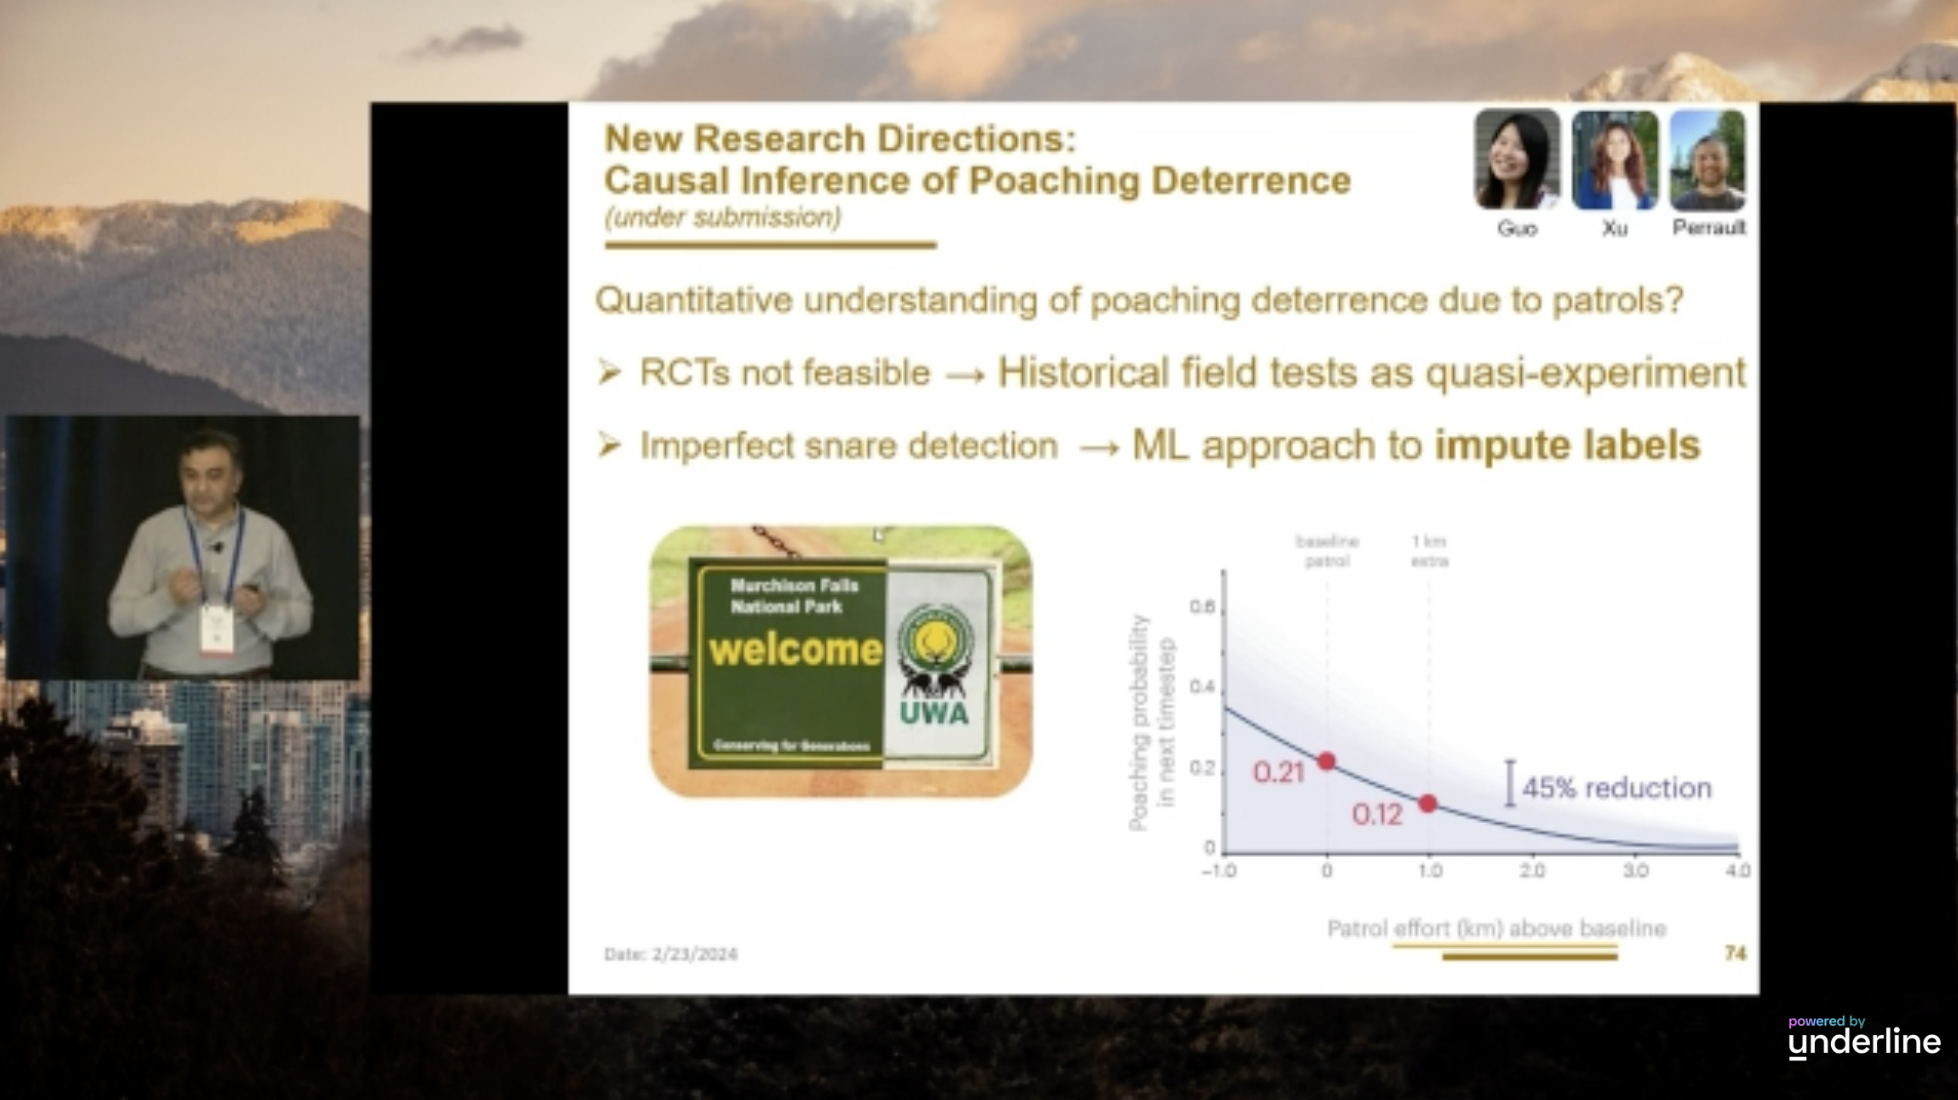 New Research Directions:
Causal Inference of Poaching Deterrence
(under submission)
Guo
Xu
Perrault
Quantitative understanding of poaching deterrence due to patrols?
➢ RCTs not feasible → Historical field tests as quasi-experiment
➢ Imperfect snare detection → ML approach to impute labels
Murchison Falls
National Park
welcome
UWA
Conserving for Generations
baseline
patrol
1 km
extra
Poaching probability
in next timestep
0.6
0.4
0.2
0
0.21
0.12
45% reduction
-1.0 0 1.0 2.0 3.0 4.0
Patrol effort (km) above baseline
Date: 2/23/2024
74
powered by
underline